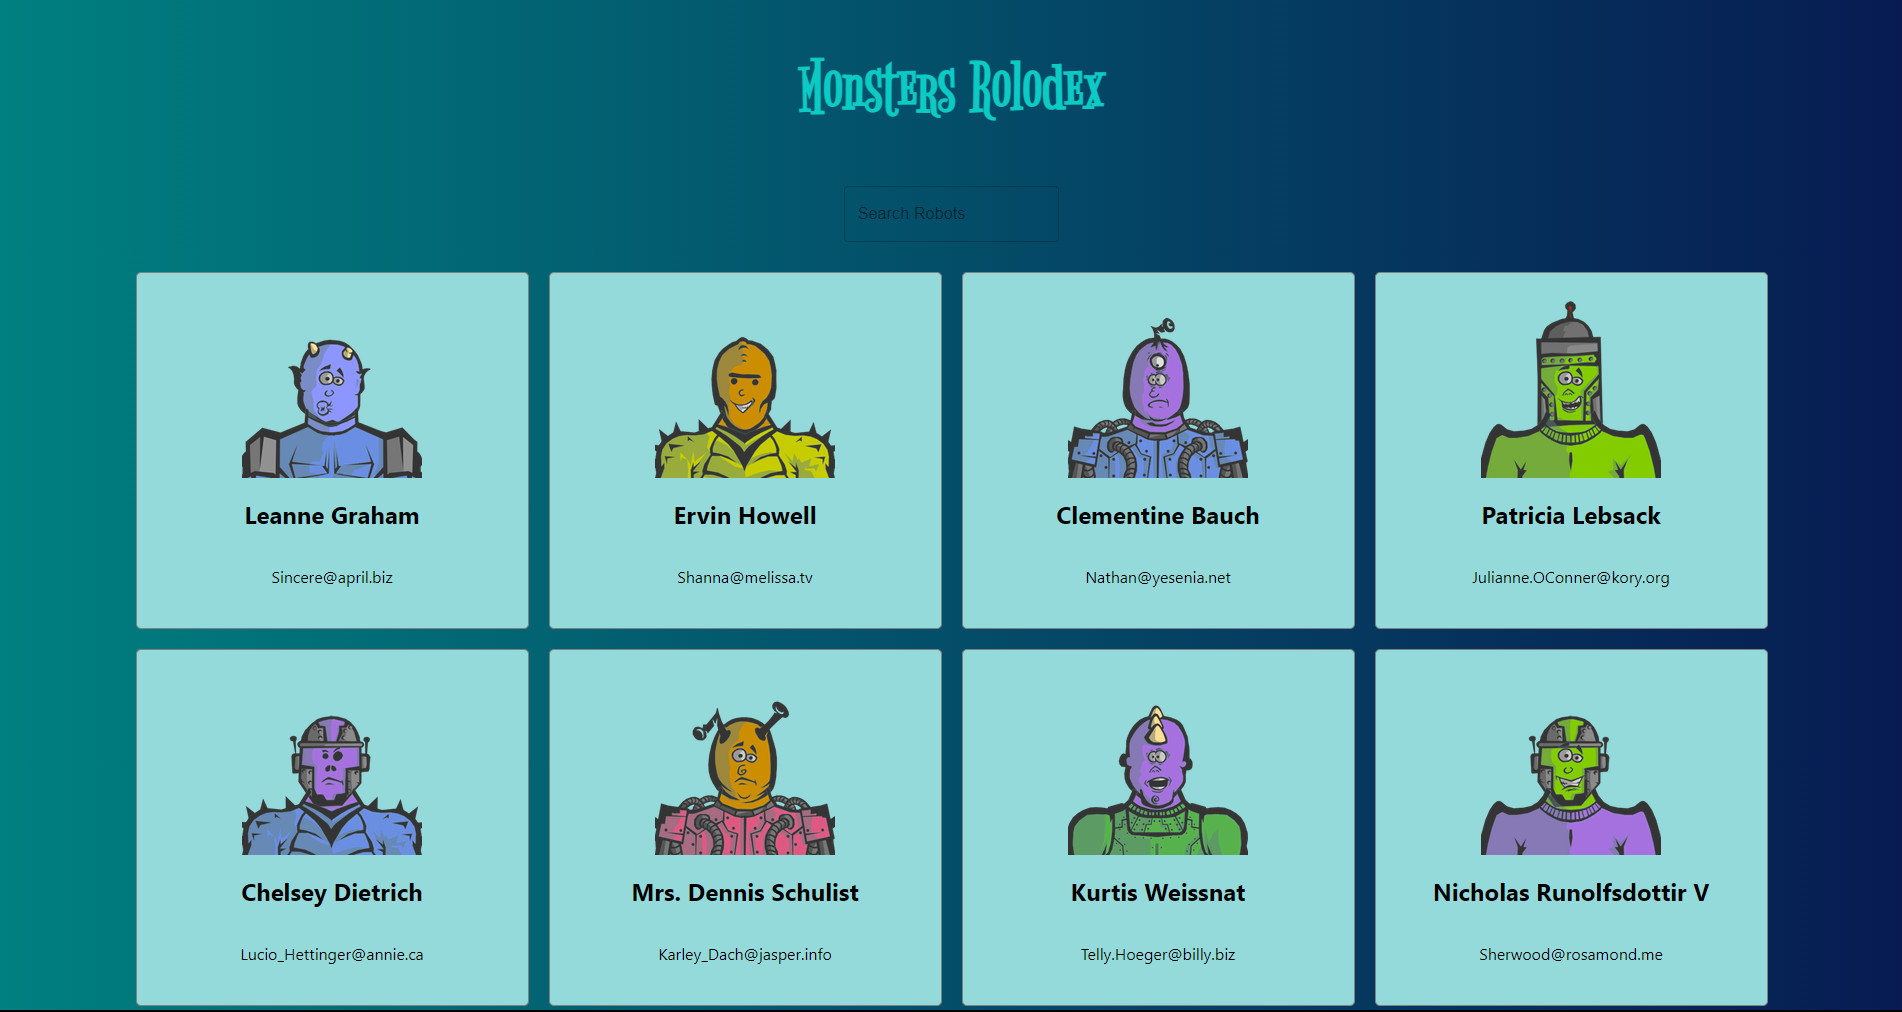 Monsters Rolodex
Search Robots
Leanne Graham
Sincere@april.biz
Ervin Howell
Shanna@melissa.tv
Clementine Bauch
Nathan@yesenia.net
Patricia Lebsack
Julianne.OConner@kory.org
Chelsey Dietrich
Lucio_Hettinger@annie.ca
Mrs. Dennis Schulist
Karley_Dach@jasper.info
Kurtis Weissnat
Telly.Hoeger@billy.biz
Nicholas Runolfsdottir V
Sherwood@rosamond.me